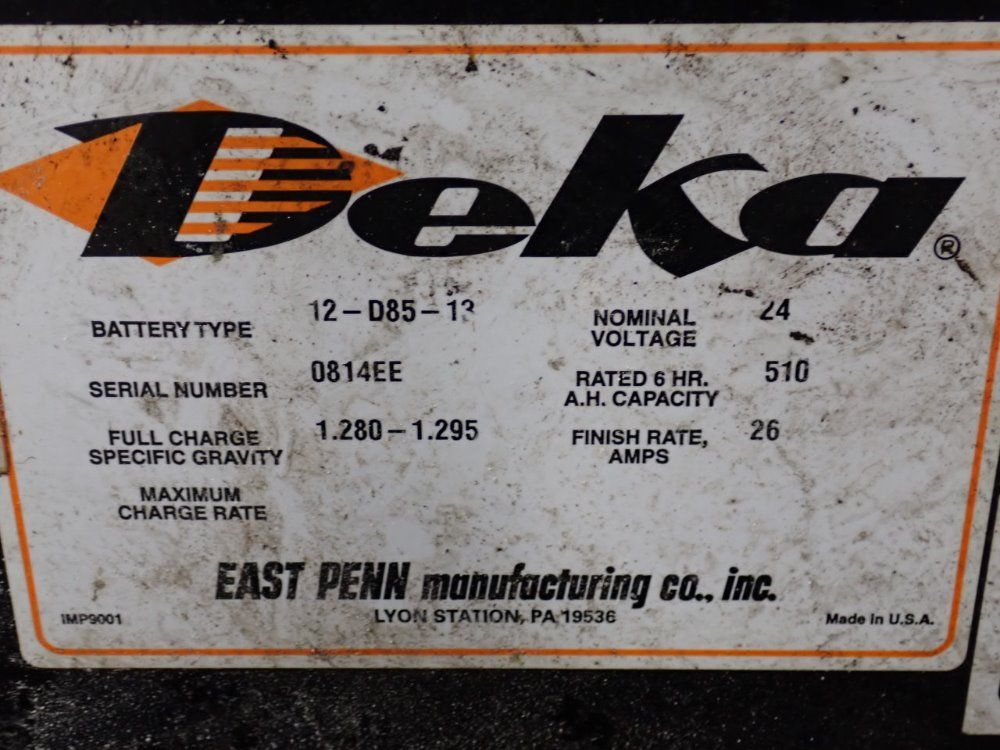 Deka®
BATTERY TYPE 12-D85-13
SERIAL NUMBER 0814EE
FULL CHARGE
SPECIFIC GRAVITY 1.280-1.295
MAXIMUM
CHARGE RATE
NOMINAL
VOLTAGE 24
RATED 6 HR.
A.H. CAPACITY 510
FINISH RATE,
AMPS 26
EAST PENN manufacturing co., inc.
LYON STATION, PA 19536
IMP9001
Made in U.S.A.